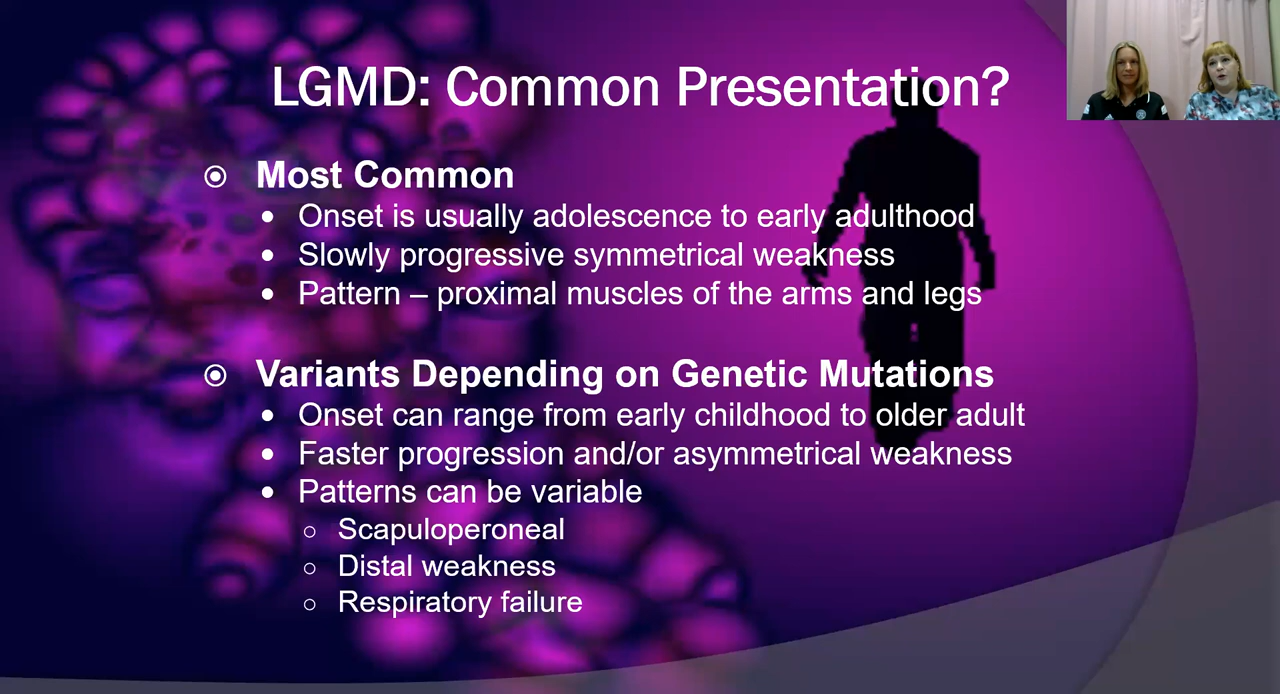 LGMD: Common Presentation?
Most Common
Onset is usually adolescence to early adulthood
Slowly progressive symmetrical weakness
Pattern – proximal muscles of the arms and legs
Variants Depending on Genetic Mutations
Onset can range from early childhood to older adult
Faster progression and/or asymmetrical weakness
Patterns can be variable
Scapuloperoneal
Distal weakness
Respiratory failure